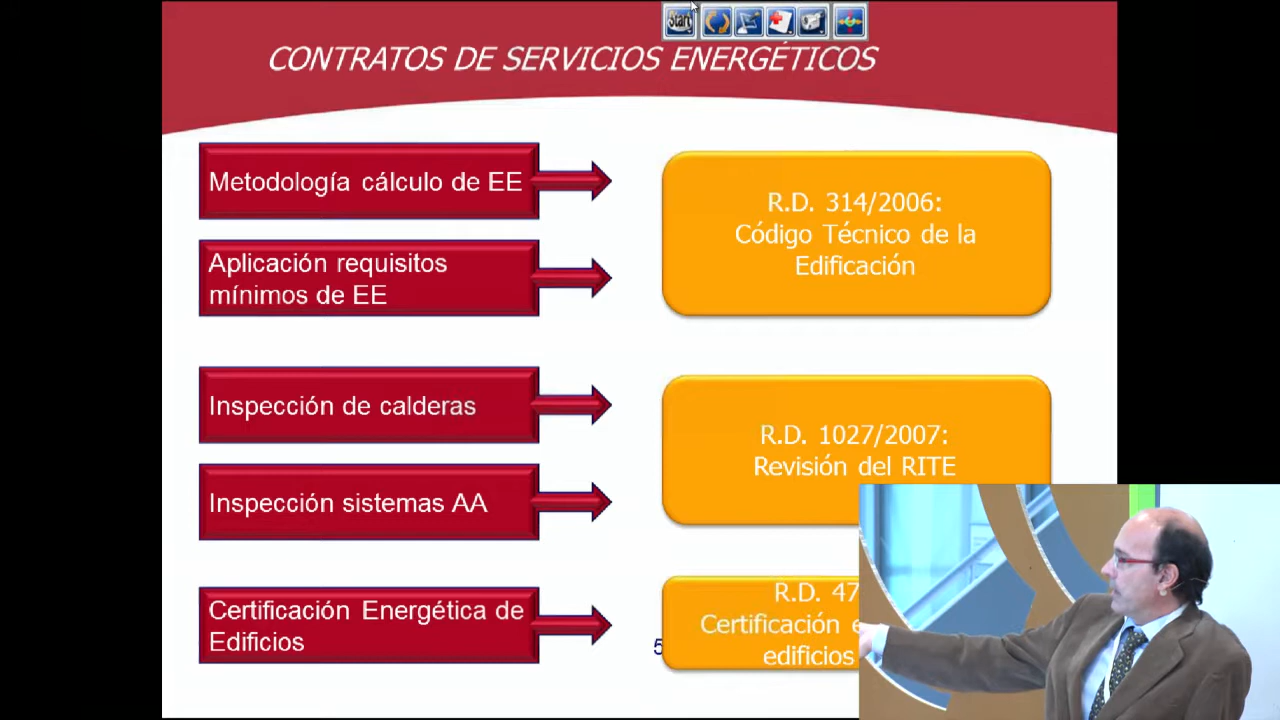 Start
CONTRATOS DE SERVICIOS ENERGÉTICOS
Metodología cálculo de EE
R.D. 314/2006:
Código Técnico de la
Edificación
Aplicación requisitos
mínimos de EE
Inspección de calderas
R.D. 1027/2007:
Revisión del RITE
Inspección sistemas AA
Certificación Energética de
Edificios
R.D. 47
Certificación
edificios
5